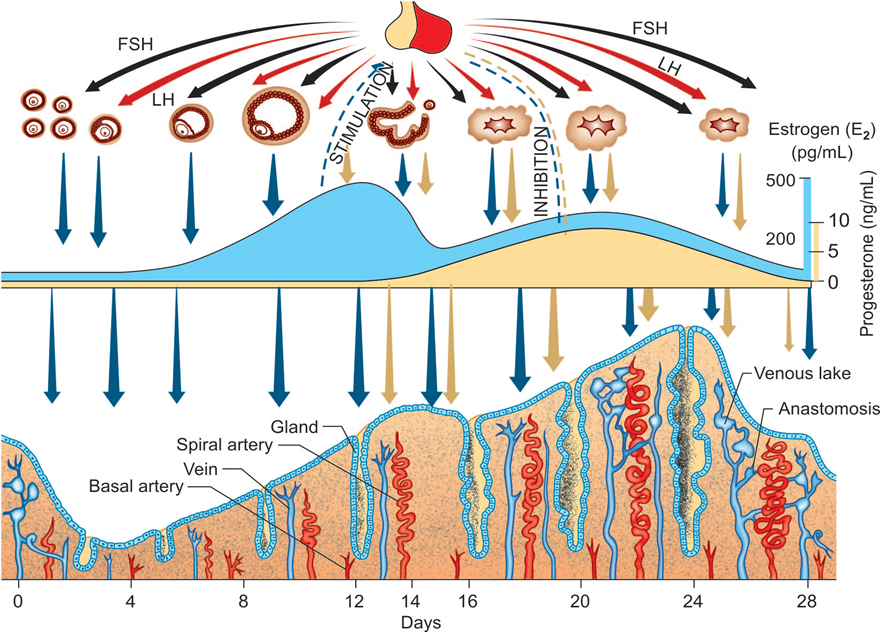 FSH
FSH
LH
LH
STIMULATION
INHIBITION
Estrogen (E₂)
(pg/mL)
500
200
10
5
0
Progesterone (ng/mL)
Venous lake
Anastomosis
Gland
Spiral artery
Vein
Basal artery
0 4 8 12 14 16 20 24 28
Days